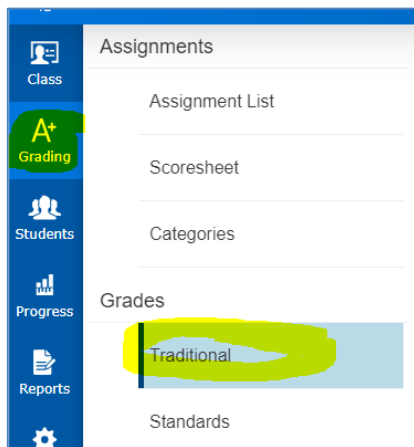 Class
A+
Grading
Students
Progress
Reports
Assignments
Assignment List
Scoresheet
Categories
Grades
Traditional
Standards